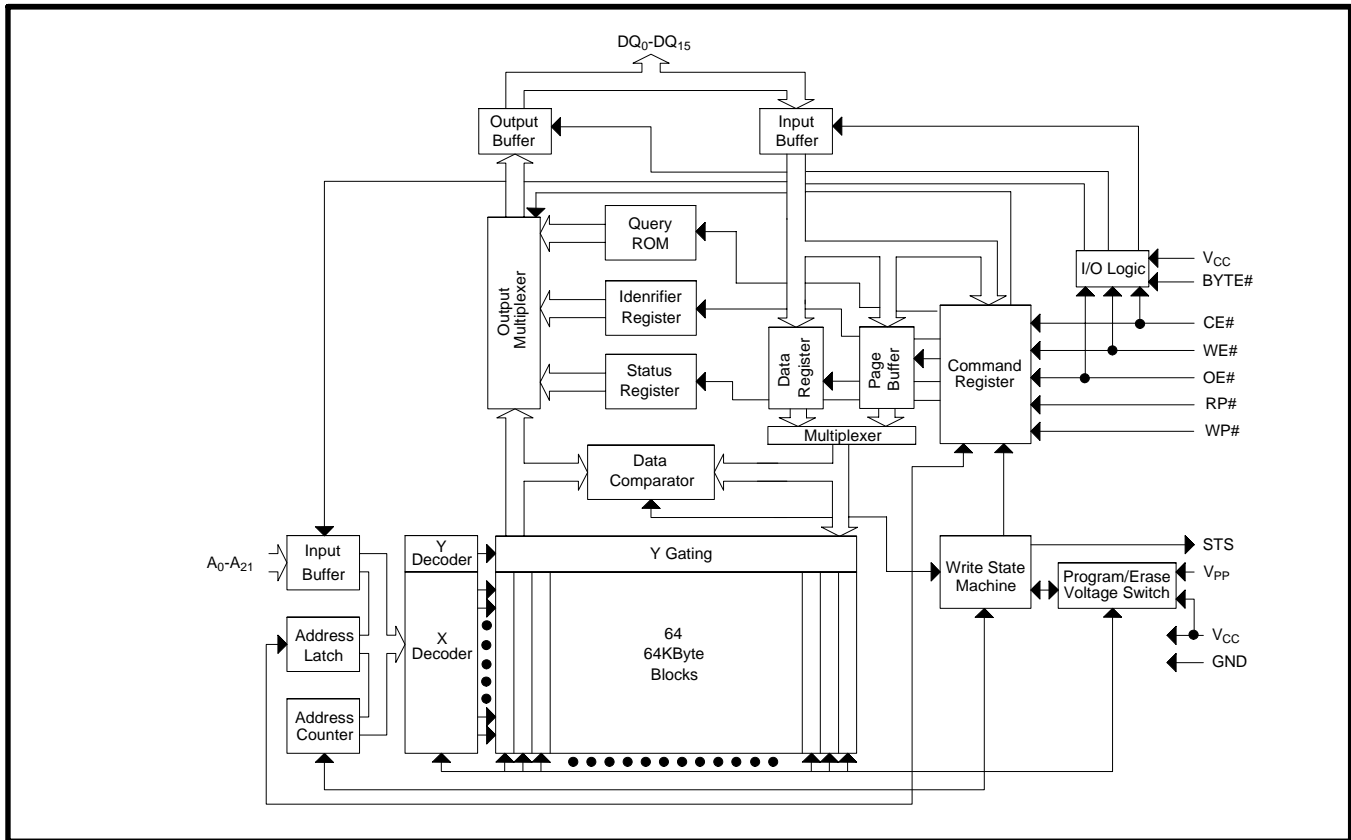 DQ0-DQ15
Output
Buffer
Input
Buffer
Output
Multiplexer
Query
ROM
Idenrifier
Register
Status
Register
Data
Register
Page
Buffer
Multiplexer
Command
Register
I/O Logic
VCC
BYTE#
CE#
WE#
OE#
RP#
WP#
Data
Comparator
A0-A21
Input
Buffer
Y
Decoder
Y Gating
Address
Latch
X
Decoder
64
64KByte
Blocks
Address
Counter
Write State
Machine
Program/Erase
Voltage Switch
STS
VPP
VCC
GND